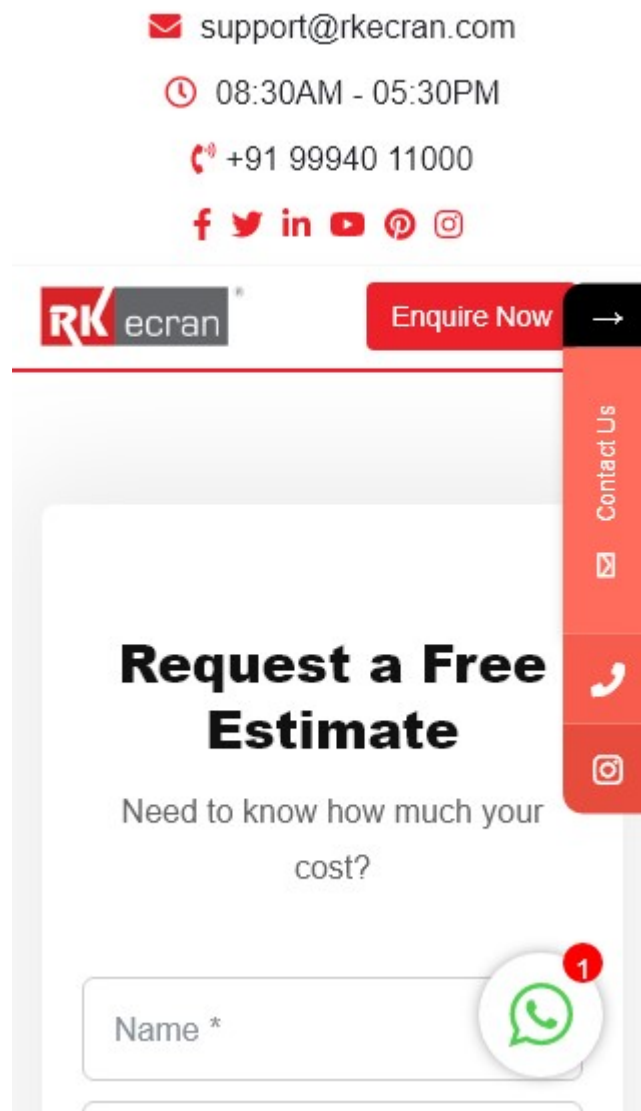 support@rkecran.com
08:30AM - 05:30PM
+91 99940 11000
RK ecran®
Enquire Now
→
Contact Us
Request a Free
Estimate
Need to know how much your
cost?
1
Name *